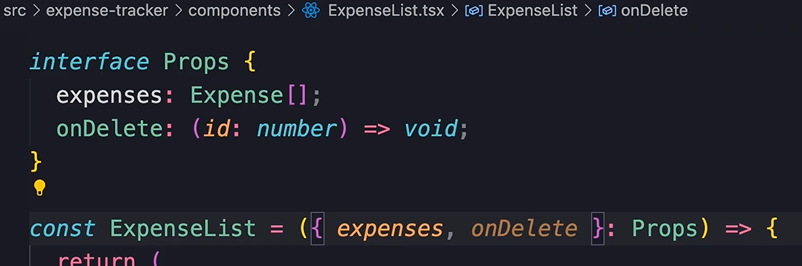 src > expense-tracker > components > ExpenseList.tsx > ExpenseList > onDelete
interface Props {
expenses: Expense[];
onDelete: (id: number) => void;
}
const ExpenseList = ({ expenses, onDelete }: Props) => {
return (